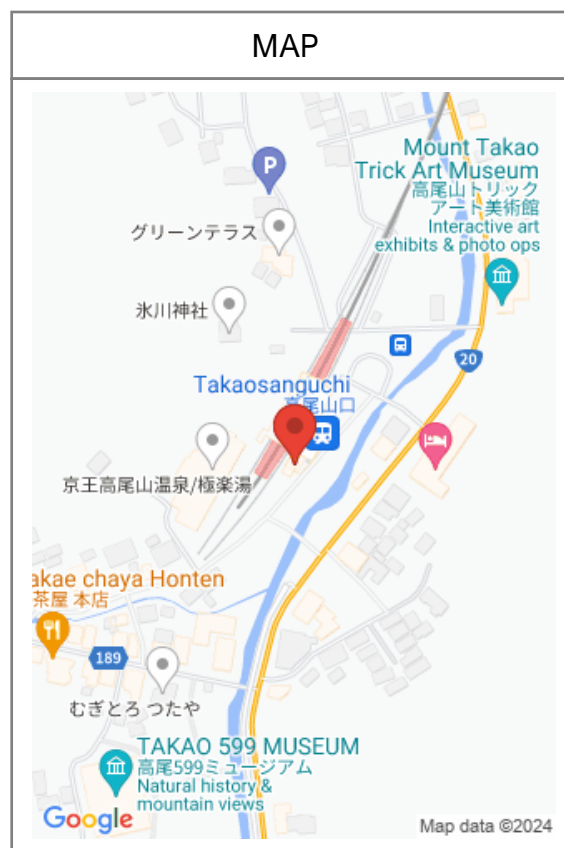 MAP
Mount Takao
Trick Art Museum
高尾山トリック
アート美術館
Interactive art
exhibits & photo ops
P
グリーンテラス
氷川神社
20
Takaosanguchi
高尾山口
京王高尾山温泉/極楽湯
akae chaya Honten
茶屋 本店
189
むぎとろ つたや
TAKAO 599 MUSEUM
高尾599ミュージアム
Natural history &
mountain views
Google
Map data ©2024